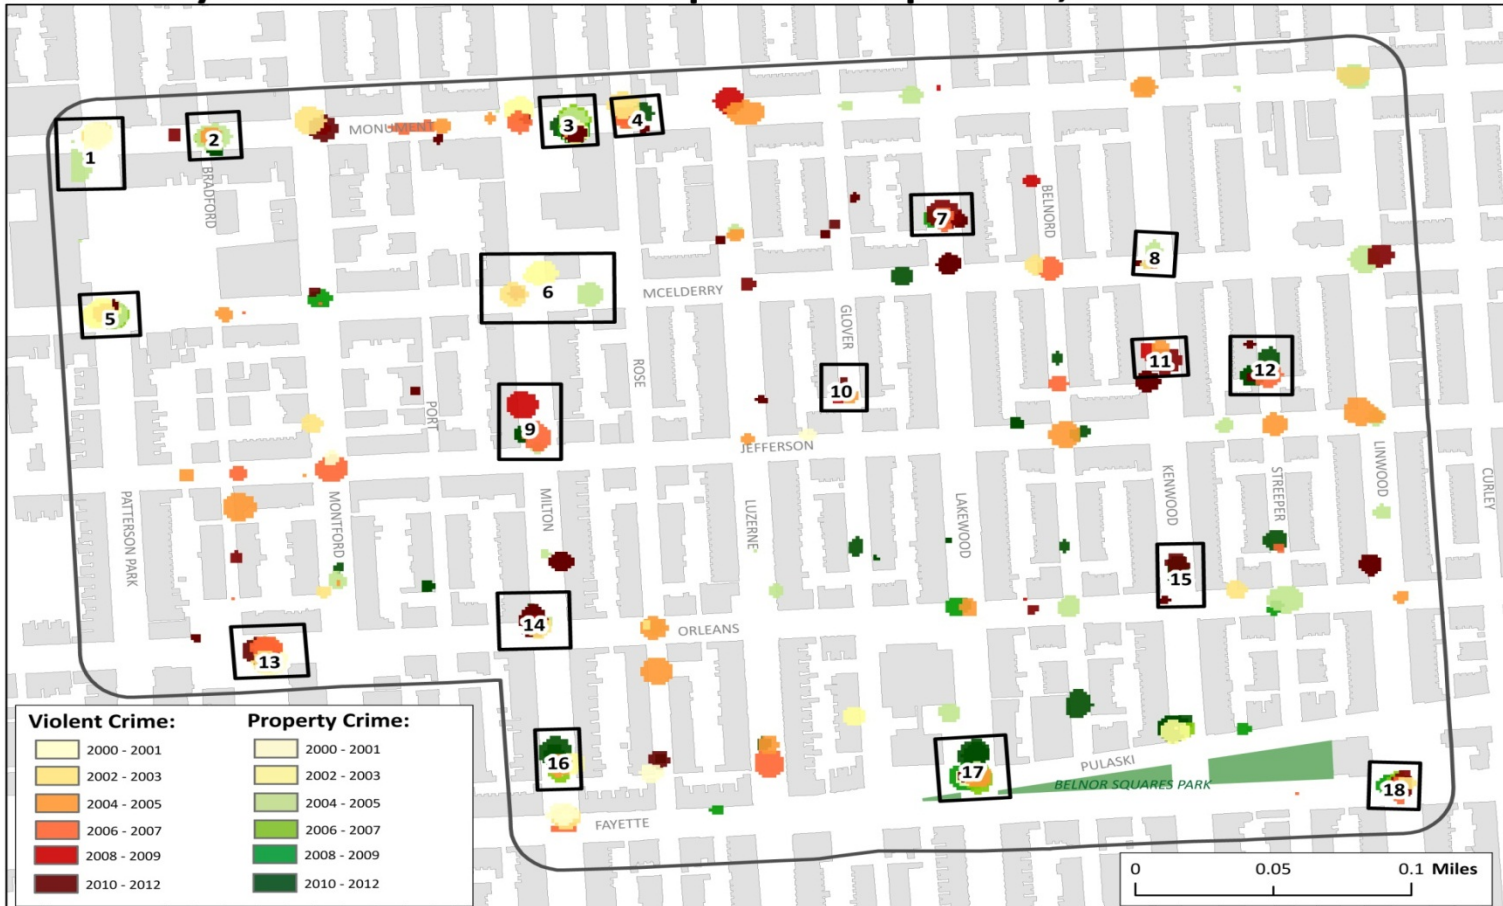 MONUMENT
1
2
3
4
BRADFORD
7
BELNORD
8
5
6
MCELDERRY
GLOVER
ROSE
11
12
10
9
PORT
JEFFERSON
PATTERSON PARK
MONTFORD
MILTON
LUZERNE
LAKEWOOD
KENWOOD
STREEPER
LINWOOD
CURLEY
15
14
ORLEANS
13
16
17
PULASKI
BELNOR SQUARES PARK
18
FAYETTE
Violent Crime:
2000 - 2001
2002 - 2003
2004 - 2005
2006 - 2007
2008 - 2009
2010 - 2012
Property Crime:
2000 - 2001
2002 - 2003
2004 - 2005
2006 - 2007
2008 - 2009
2010 - 2012
0 0.05 0.1 Miles